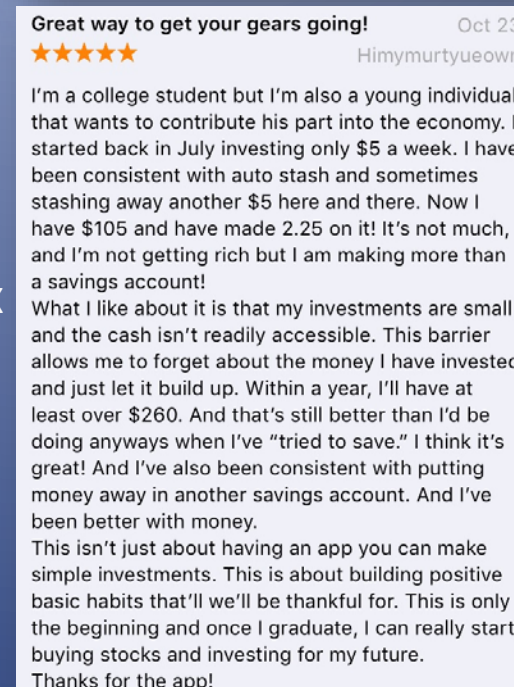 Great way to get your gears going!
Oct 23
Himymurtyueown
I'm a college student but I'm also a young individual
that wants to contribute his part into the economy. I
started back in July investing only $5 a week. I have
been consistent with auto stash and sometimes
stashing away another $5 here and there. Now I
have $105 and have made 2.25 on it! It's not much,
and I'm not getting rich but I am making more than
a savings account!
What I like about it is that my investments are small
and the cash isn't readily accessible. This barrier
allows me to forget about the money I have invested
and just let it build up. Within a year, I'll have at
least over $260. And that's still better than I'd be
doing anyways when I've “tried to save.” I think it's
great! And I've also been consistent with putting
money away in another savings account. And I've
been better with money.
This isn't just about having an app you can make
simple investments. This is about building positive
basic habits that'll we'll be thankful for. This is only
the beginning and once I graduate, I can really start
buying stocks and investing for my future.
Thanks for the app!